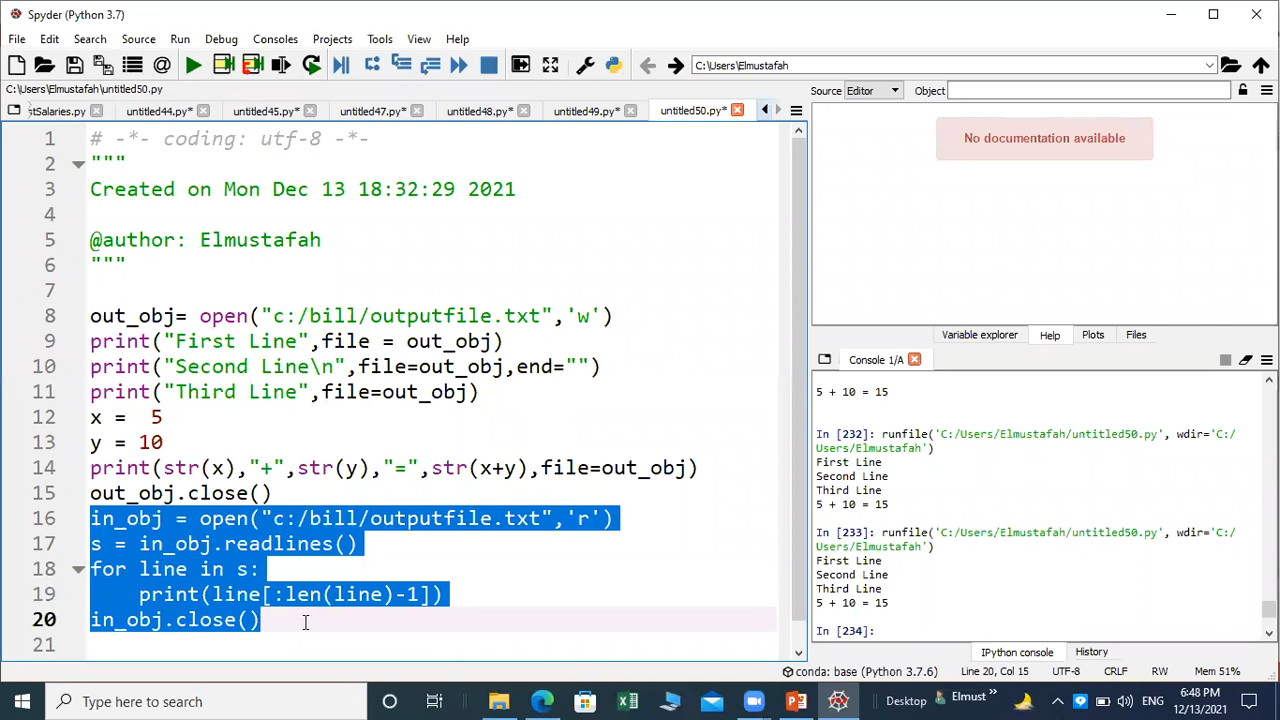 Spyder (Python 3.7)
File Edit Search Source Run Debug Consoles Projects Tools View Help
C:\Users\Elmustafah
C:\Users\Elmustafah\untitled50.py
Source Editor Object
tSalaries.py untitled44.py* untitled45.py* untitled47.py* untitled48.py* untitled49.py* untitled50.py*
1 # -*- coding: utf-8 -*-
2 """
3 Created on Mon Dec 13 18:32:29 2021
4
5 @author: Elmustafah
6 """
7
8 out_obj= open("c:/bill/outputfile.txt",'w')
9 print("First Line",file = out_obj)
10 print("Second Line\n",file=out_obj,end="")
11 print("Third Line",file=out_obj)
12 x =  5
13 y = 10
14 print(str(x),"+",str(y),"=",str(x+y),file=out_obj)
15 out_obj.close()
16 in_obj = open("c:/bill/outputfile.txt",'r')
17 s = in_obj.readlines()
18 for line in s:
19     print(line[:len(line)-1])
20 in_obj.close()
21
No documentation available
Variable explorer Help Plots Files
Console 1/A
5 + 10 = 15
In [232]: runfile('C:/Users/Elmustafah/untitled50.py', wdir='C:/
Users/Elmustafah')
First Line
Second Line
Third Line
5 + 10 = 15
In [233]: runfile('C:/Users/Elmustafah/untitled50.py', wdir='C:/
Users/Elmustafah')
First Line
Second Line
Third Line
5 + 10 = 15
In [234]:
IPython console History
conda: base (Python 3.7.6) Line 20, Col 15 UTF-8 CRLF RW Mem 51%
Type here to search
Desktop Elmust » ENG
6:48 PM
12/13/2021